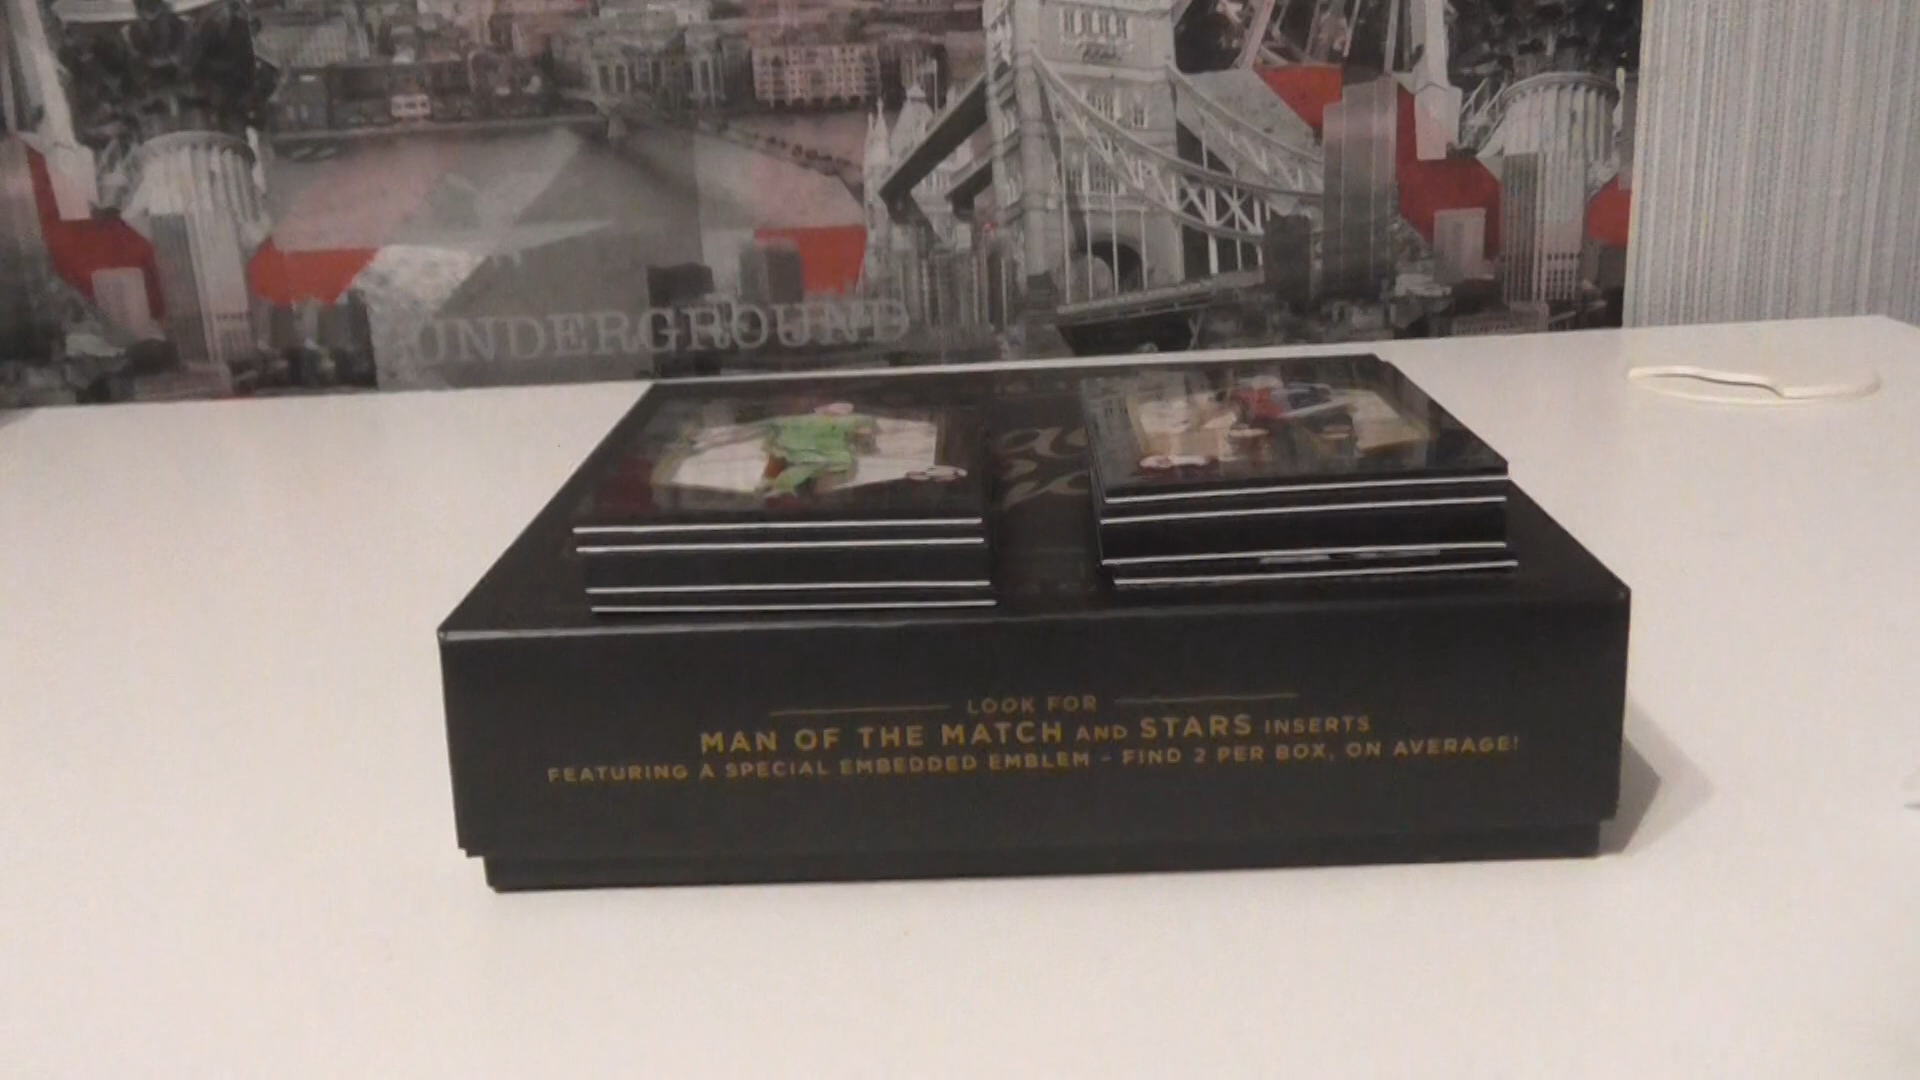 UNDERGROUND
LOOK FOR
MAN OF THE MATCH AND STARS INSERTS
FEATURING A SPECIAL EMBEDDED EMBLEM - FIND 2 PER BOX, ON AVERAGE!